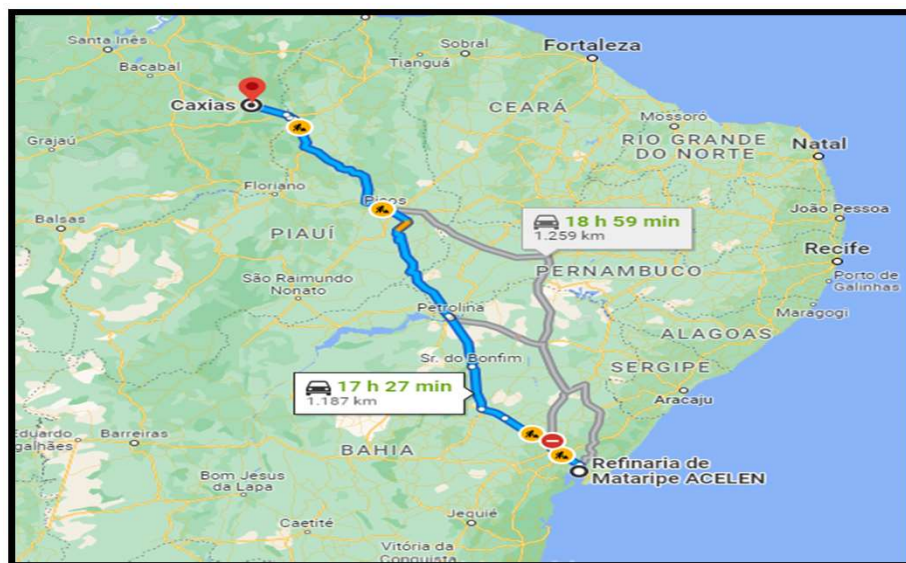 Santa Inês
Bacabal
Sobral
Tianguá
Fortaleza
Caxias
CEARÁ
Mossoró
RIO GRANDE
DO NORTE
Natal
Grajaú
Floriano
Picos
João Pessoa
Balsas
PIAUÍ
18 h 59 min
1.259 km
Recife
São Raimundo
Nonato
PERNAMBUCO
Porto de
Galinhas
Petrolina
Maragogi
ALAGOAS
Sr. do Bonfim
SERGIPE
17 h 27 min
1.187 km
Aracaju
Eduardo
galhães
Barreiras
BAHIA
Refinaria de
Mataripe ACELEN
Bom Jesus
da Lapa
Jequié
Caetité
Vitória da
Conquista